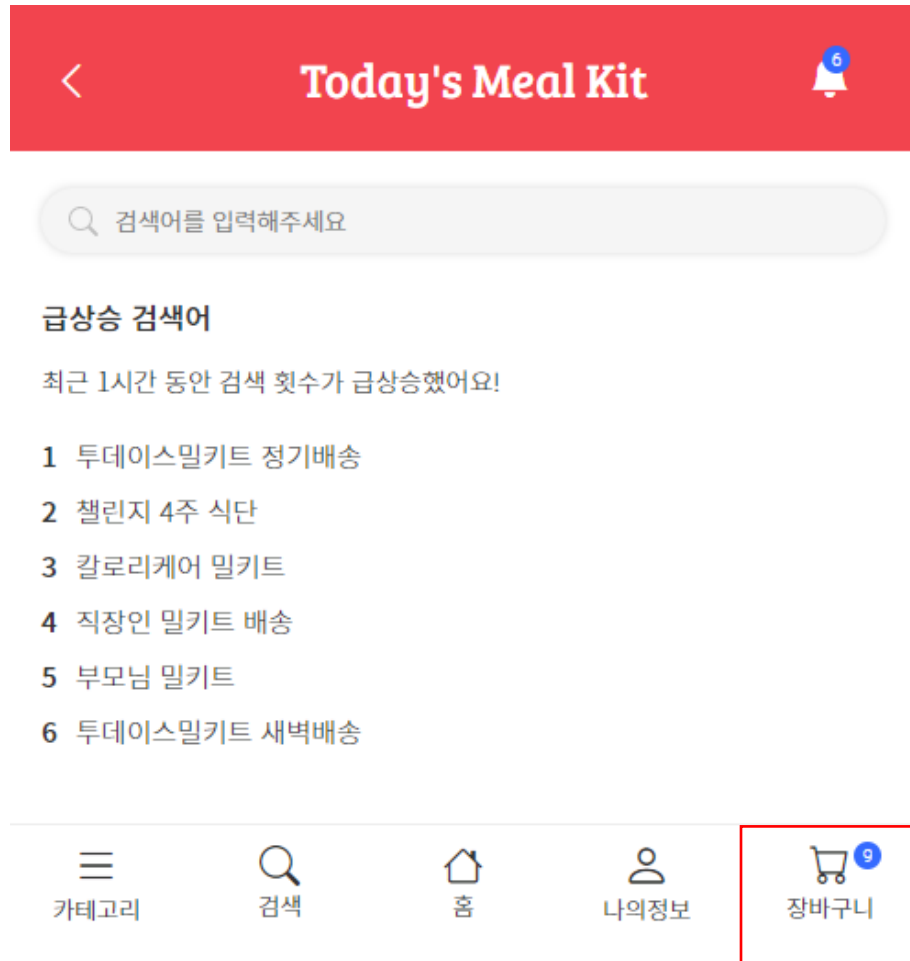 Today's Meal Kit
6
검색어를 입력해주세요
급상승 검색어
최근 1시간 동안 검색 횟수가 급상승했어요!
1 투데이스밀키트 정기배송
2 챌린지 4주 식단
3 칼로리케어 밀키트
4 직장인 밀키트 배송
5 부모님 밀키트
6 투데이스밀키트 새벽배송
9
카테고리 검색 홈 나의정보 장바구니